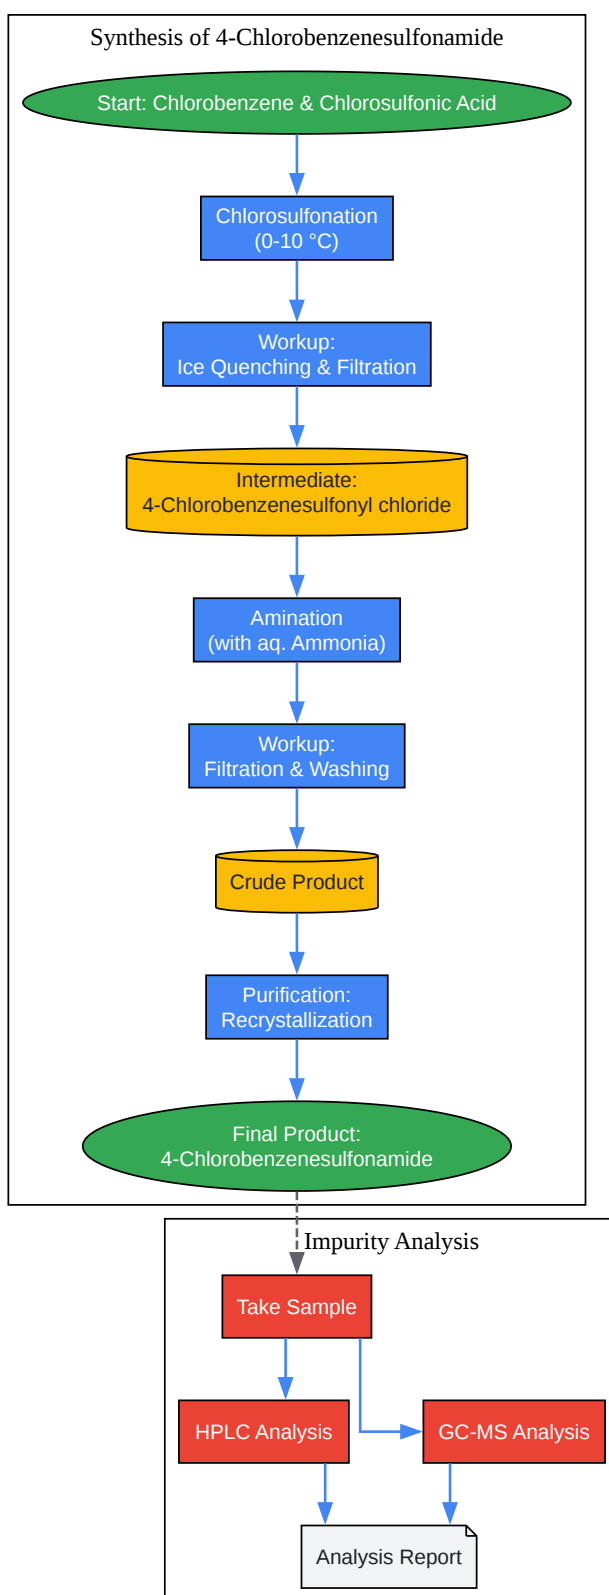 Synthesis of 4-Chlorobenzenesulfonamide
Start: Chlorobenzene & Chlorosulfonic Acid
Chlorosulfonation
(0-10 °C)
Workup:
Ice Quenching & Filtration
Intermediate:
4-Chlorobenzenesulfonyl chloride
Amination
(with aq. Ammonia)
Workup:
Filtration & Washing
Crude Product
Purification:
Recrystallization
Final Product:
4-Chlorobenzenesulfonamide
Impurity Analysis
Take Sample
HPLC Analysis
GC-MS Analysis
Analysis Report